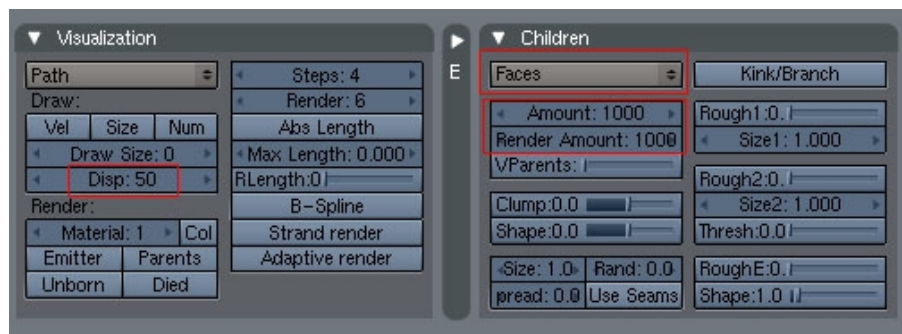 Visualization
Path
Draw:
Vel Size Num
Draw Size: 0
Disp: 50
Render:
Material: 1 Col
Emitter Parents
Unborn Died
Steps: 4
Render: 6
Abs Length
Max Length: 0.000
RLength:0
B-Spline
Strand render
Adaptive render
E
Children
Faces
Amount: 1000
Render Amount: 1000
VParents:
Clump:0.0
Shape:0.0
Size: 1.0 Rand: 0.0
pread: 0.0 Use Seams
Kink/Branch
Rough1:0.
Size1: 1.000
Rough2:0.
Size2: 1.000
Thresh:0.0
RoughE:0.
Shape:1.0